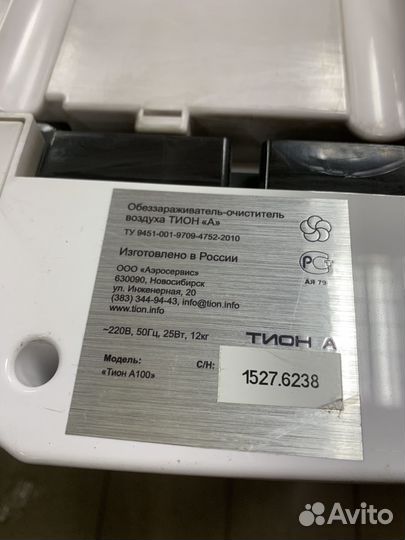 Обеззараживатель-очиститель
воздуха ТИОН «А»
ТУ 9451-001-9709-4752-2010
Изготовлено в России
ООО «Аэросервис»
630090, Новосибирск
ул. Инженерная, 20
(383) 344-94-43, info@tion.info
www.tion.info
РСТ
АЯ 79
~220В, 50Гц, 25Вт, 12кг
ТИОН А
Модель:
«Тион А100»
С/Н:
1527.6238
Avito